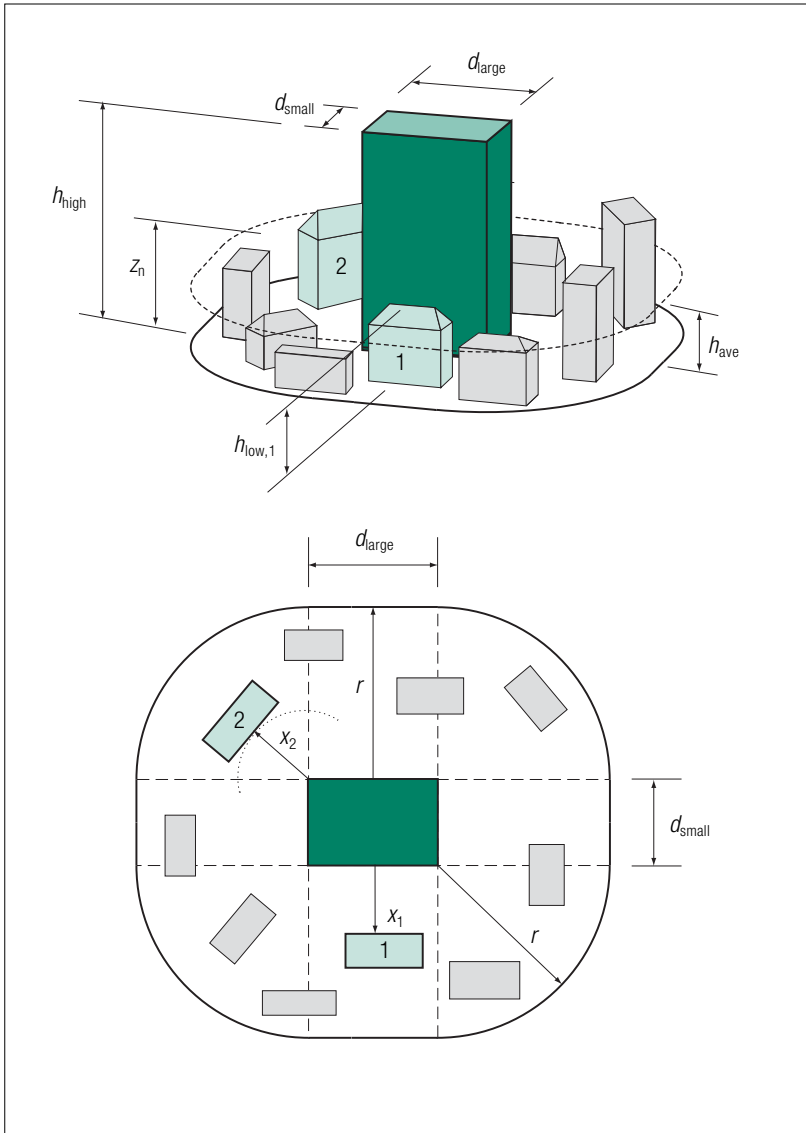 d_large
d_small
h_high
z_n
2
1
h_ave
h_low,1
d_large
r
2
x_2
d_small
x_1
r
1